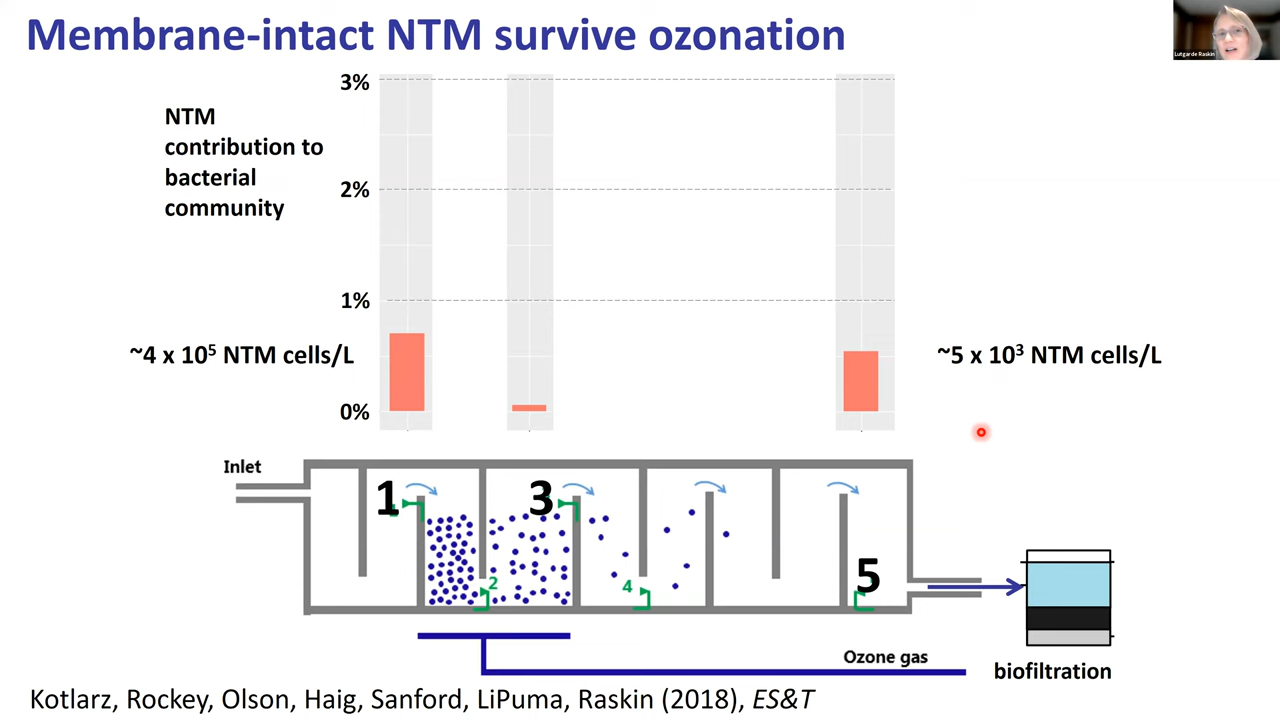 Membrane-intact NTM survive ozonation
Lutgarde Raskin
3%
NTM
contribution to
bacterial
community
2%
1%
~4 x 10⁵ NTM cells/L
~5 x 10³ NTM cells/L
0%
Inlet
1
3
2
4
5
Ozone gas
biofiltration
Kotlarz, Rockey, Olson, Haig, Sanford, LiPuma, Raskin (2018), ES&T